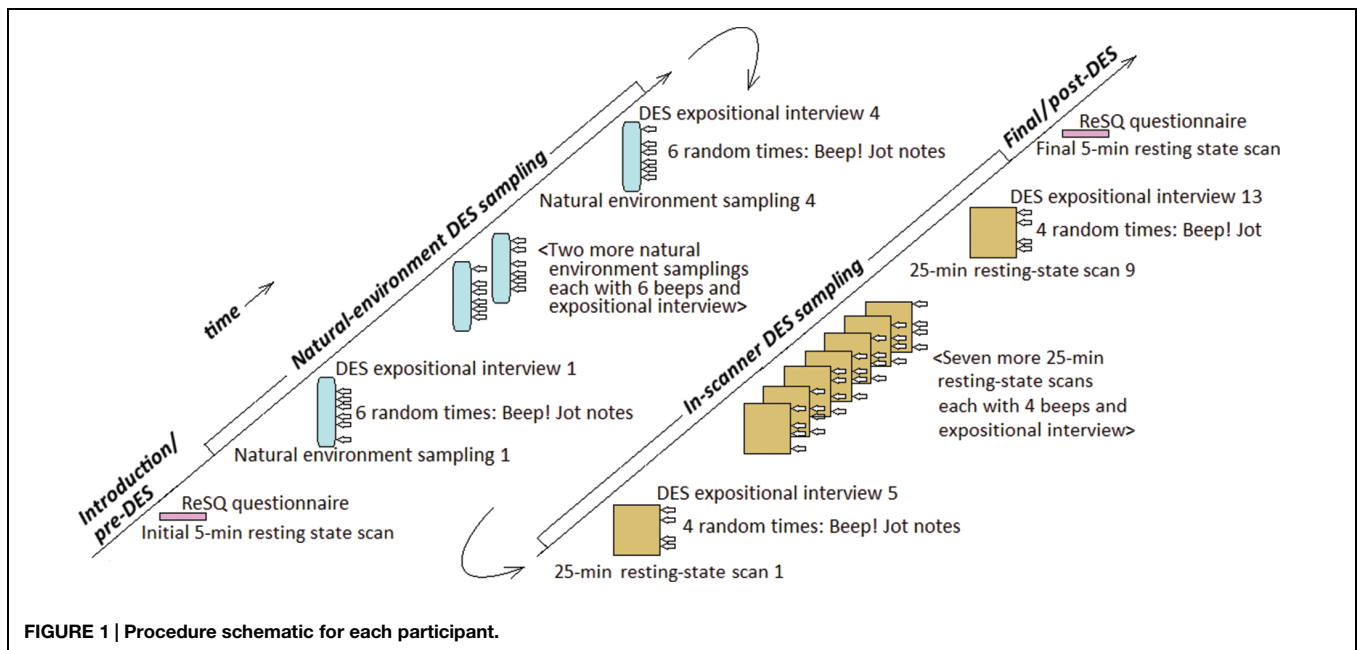 Introduction/
pre-DES
ReSQ questionnaire
Initial 5-min resting state scan
time
Natural-environment DES sampling
DES expositional interview 1
6 random times: Beep! Jot notes
Natural environment sampling 1
<Two more natural
environment samplings
each with 6 beeps and
expositional interview>
DES expositional interview 4
6 random times: Beep! Jot notes
Natural environment sampling 4
In-scanner DES sampling
DES expositional interview 5
4 random times: Beep! Jot notes
25-min resting-state scan 1
<Seven more 25-min
resting-state scans
each with 4 beeps and
expositional interview>
DES expositional interview 13
4 random times: Beep! Jot
25-min resting-state scan 9
Final/post-DES
ReSQ questionnaire
Final 5-min resting state scan
FIGURE 1 | Procedure schematic for each participant.